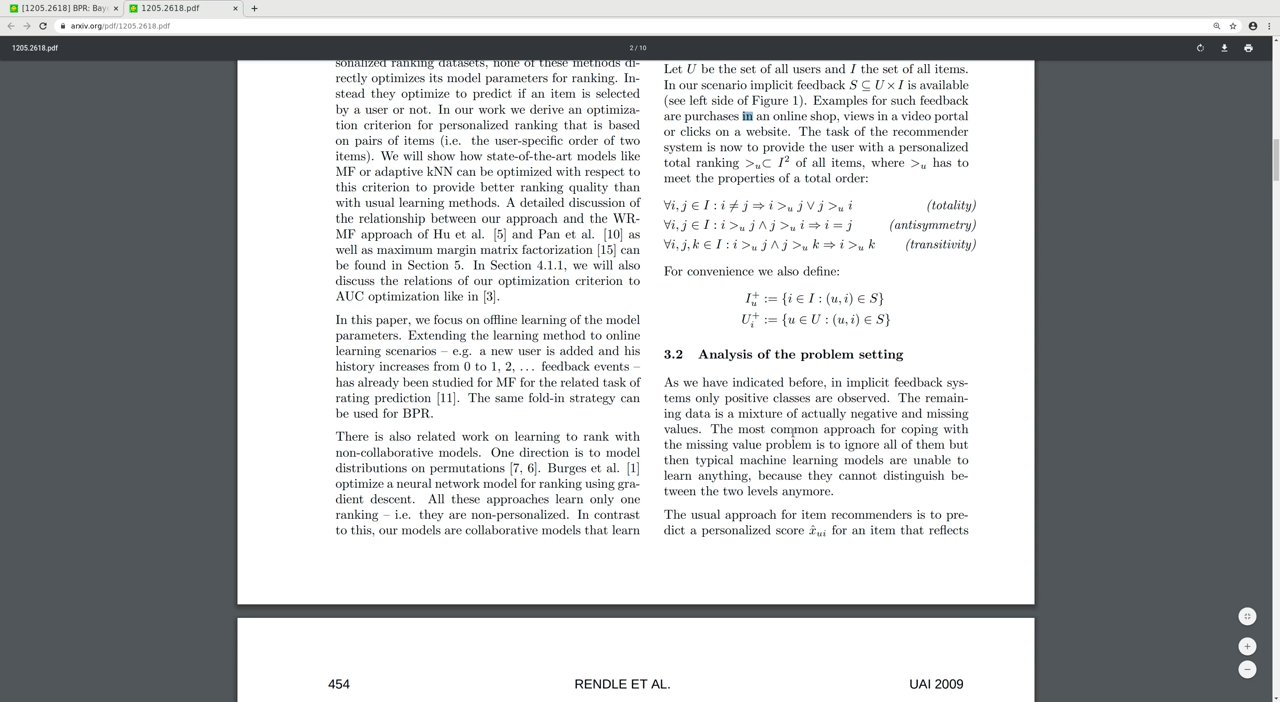 [1205.2618] BPR: Bay
1205.2618.pdf
arxiv.org/pdf/1205.2618.pdf
1205.2618.pdf
2 / 10
sonalized ranking datasets, none of these methods di-
rectly optimizes its model parameters for ranking. In-
stead they optimize to predict if an item is selected
by a user or not. In our work we derive an optimiza-
tion criterion for personalized ranking that is based
on pairs of items (i.e. the user-specific order of two
items). We will show how state-of-the-art models like
MF or adaptive kNN can be optimized with respect to
this criterion to provide better ranking quality than
with usual learning methods. A detailed discussion of
the relationship between our approach and the WR-
MF approach of Hu et al. [5] and Pan et al. [10] as
well as maximum margin matrix factorization [15] can
be found in Section 5. In Section 4.1.1, we will also
discuss the relations of our optimization criterion to
AUC optimization like in [3].
In this paper, we focus on offline learning of the model
parameters. Extending the learning method to online
learning scenarios – e.g. a new user is added and his
history increases from 0 to 1, 2, ... feedback events –
has already been studied for MF for the related task of
rating prediction [11]. The same fold-in strategy can
be used for BPR.
There is also related work on learning to rank with
non-collaborative models. One direction is to model
distributions on permutations [7, 6]. Burges et al. [1]
optimize a neural network model for ranking using gra-
dient descent. All these approaches learn only one
ranking – i.e. they are non-personalized. In contrast
to this, our models are collaborative models that learn
Let U be the set of all users and I the set of all items.
In our scenario implicit feedback S ⊆ U × I is available
(see left side of Figure 1). Examples for such feedback
are purchases in an online shop, views in a video portal
or clicks on a website. The task of the recommender
system is now to provide the user with a personalized
total ranking >u⊂ I² of all items, where >u has to
meet the properties of a total order:
∀i, j ∈ I : i ≠ j ⇒ i >u j ∨ j >u i (totality)
∀i, j ∈ I : i >u j ∧ j >u i ⇒ i = j (antisymmetry)
∀i, j, k ∈ I : i >u j ∧ j >u k ⇒ i >u k (transitivity)
For convenience we also define:
I_u^+ := {i ∈ I : (u, i) ∈ S}
U_i^+ := {u ∈ U : (u, i) ∈ S}
3.2 Analysis of the problem setting
As we have indicated before, in implicit feedback sys-
tems only positive classes are observed. The remain-
ing data is a mixture of actually negative and missing
values. The most common approach for coping with
the missing value problem is to ignore all of them but
then typical machine learning models are unable to
learn anything, because they cannot distinguish be-
tween the two levels anymore.
The usual approach for item recommenders is to pre-
dict a personalized score x̂ui for an item that reflects
454 RENDLE ET AL. UAI 2009